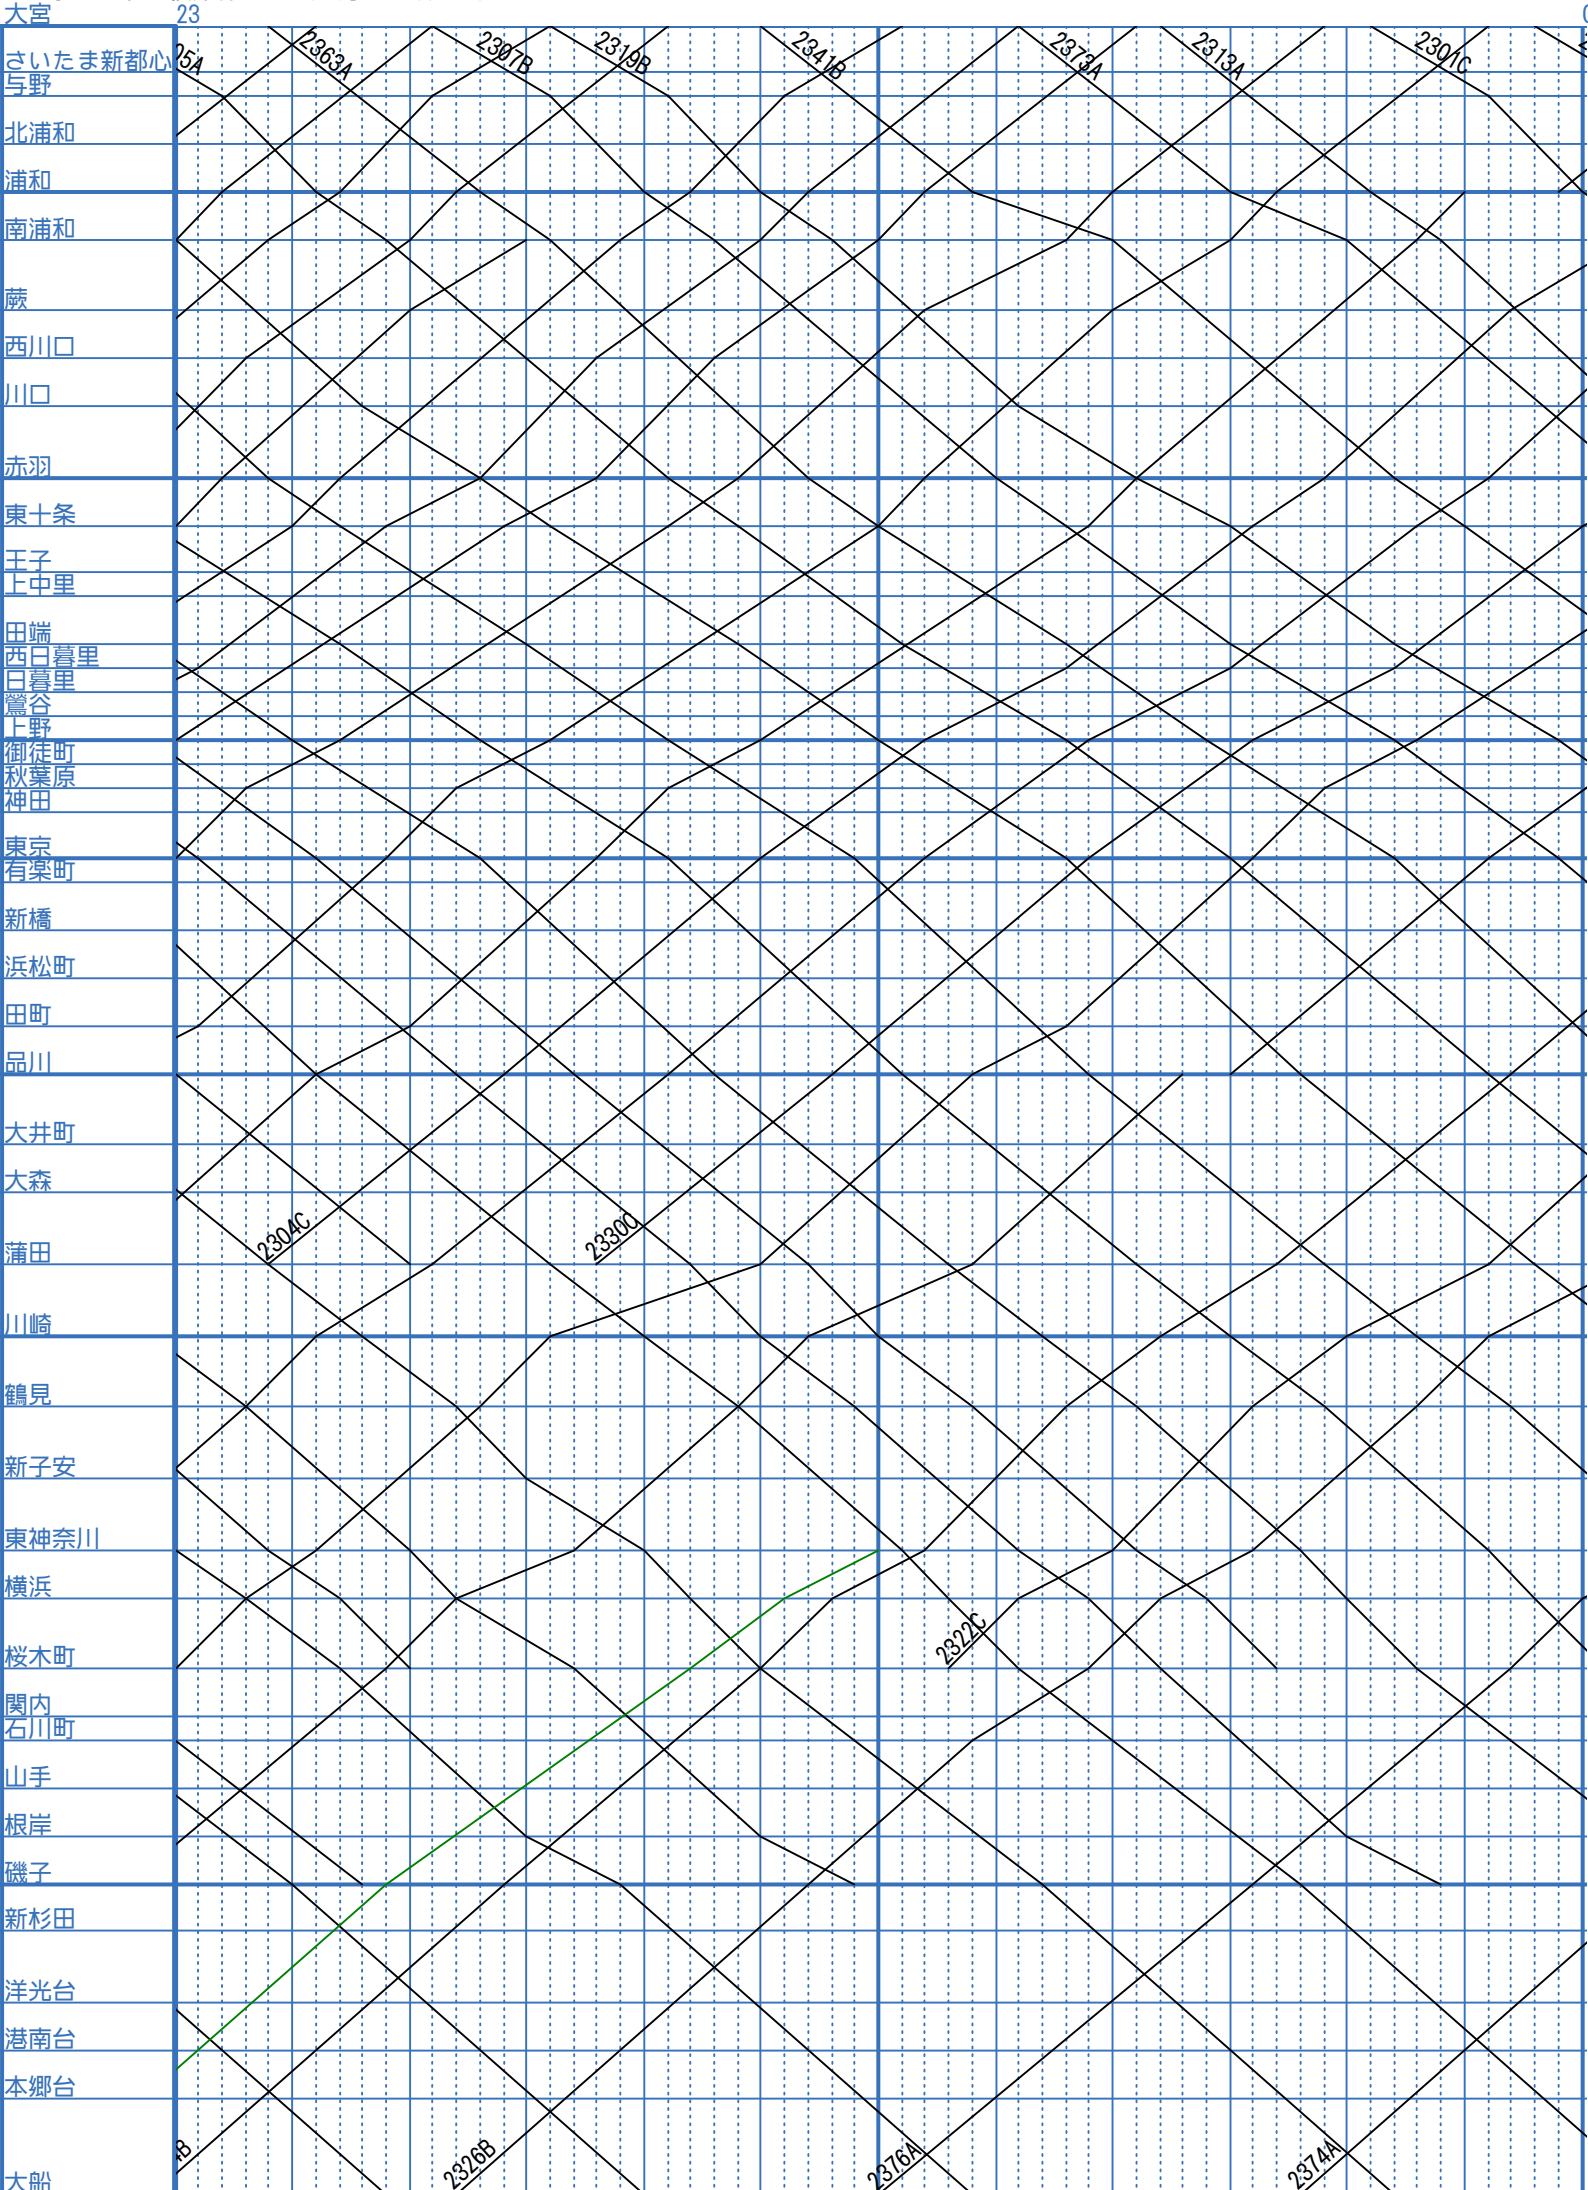 大宮 23
さいたま新都心
与野
北浦和
浦和
南浦和
蕨
西川口
川口
赤羽
東十条
王子
上中里
田端
西日暮里
日暮里
鶯谷
上野
御徒町
秋葉原
神田
東京
有楽町
新橋
浜松町
田町
品川
大井町
大森
蒲田
川崎
鶴見
新子安
東神奈川
横浜
桜木町
関内
石川町
山手
根岸
磯子
新杉田
洋光台
港南台
本郷台
大船
05A
2363A
2307B
2319B
2341B
2373A
2313A
2301C
2304C
2330C
2322C
4B
2326B
2376A
2374A